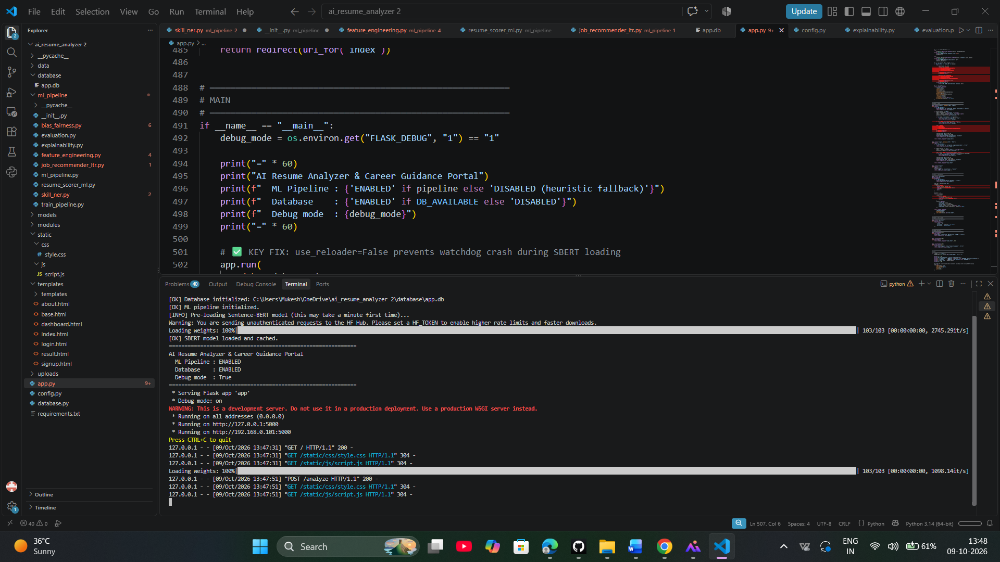 File Edit Selection View Go Run Terminal Help
ai_resume_analyzer 2
Update
Explorer
ai_resume_analyzer 2
__pycache__
data
database
app.db
ml_pipeline
__pycache__
__init__.py
bias_fairness.py 6
evaluation.py
explainability.py
feature_engineering.py 4
job_recommender_ltr.py 1
ml_pipeline.py
resume_scorer_ml.py
skill_ner.py 2
train_pipeline.py
models
modules
static
css
# style.css
js
JS script.js
templates
templates
<> about.html
<> base.html
<> dashboard.html
<> index.html
<> login.html
<> result.html
<> signup.html
uploads
app.py 9+
config.py
database.py
requirements.txt
Outline
Timeline
skill_ner.py ml_pipeline 2
__init__.py ml_pipeline
feature_engineering.py ml_pipeline 4
resume_scorer_ml.py ml_pipeline
job_recommender_ltr.py ml_pipeline 1
app.db
app.py 9+
config.py
explainability.py
evaluation.p
app.py > ...
485 return redirect(url_for('index'))
486
487
488 # ══════════════════════════════════════════════════════════
489 # MAIN
490 # ══════════════════════════════════════════════════════════
491 if __name__ == "__main__":
492 debug_mode = os.environ.get("FLASK_DEBUG", "1") == "1"
493
494 print("=" * 60)
495 print("AI Resume Analyzer & Career Guidance Portal")
496 print(f"  ML Pipeline : {'ENABLED' if pipeline else 'DISABLED (heuristic fallback)'}")
497 print(f"  Database    : {'ENABLED' if DB_AVAILABLE else 'DISABLED'}")
498 print(f"  Debug mode  : {debug_mode}")
499 print("=" * 60)
500
501 # ✅ KEY FIX: use_reloader=False prevents watchdog crash during SBERT loading
502 app.run(
Problems 40 Output Debug Console Terminal Ports
python
[OK] Database initialized: C:\Users\Mukesh\OneDrive\ai_resume_analyzer 2\database\app.db
[OK] ML pipeline initialized.
[INFO] Pre-loading Sentence-BERT model (this may take a minute first time)...
Warning: You are sending unauthenticated requests to the HF Hub. Please set a HF_TOKEN to enable higher rate limits and faster downloads.
Loading weights: 100%| | 103/103 [00:00<00:00, 2745.29it/s]
[OK] SBERT model loaded and cached.
============================================================
AI Resume Analyzer & Career Guidance Portal
ML Pipeline : ENABLED
Database    : ENABLED
Debug mode  : True
============================================================
* Serving Flask app 'app'
* Debug mode: on
WARNING: This is a development server. Do not use it in a production deployment. Use a production WSGI server instead.
* Running on all addresses (0.0.0.0)
* Running on http://127.0.0.1:5000
* Running on http://192.168.0.101:5000
Press CTRL+C to quit
127.0.0.1 - - [09/Oct/2026 13:47:31] "GET / HTTP/1.1" 200 -
127.0.0.1 - - [09/Oct/2026 13:47:31] "GET /static/css/style.css HTTP/1.1" 304 -
127.0.0.1 - - [09/Oct/2026 13:47:31] "GET /static/js/script.js HTTP/1.1" 304 -
Loading weights: 100%| | 103/103 [00:00<00:00, 1098.14it/s]
127.0.0.1 - - [09/Oct/2026 13:47:51] "POST /analyze HTTP/1.1" 200 -
127.0.0.1 - - [09/Oct/2026 13:47:51] "GET /static/css/style.css HTTP/1.1" 304 -
127.0.0.1 - - [09/Oct/2026 13:47:51] "GET /static/js/script.js HTTP/1.1" 304 -
40 0
Ln 507, Col 6 Spaces: 4 UTF-8 CRLF {} Python Python 3.14 (64-bit)
36°C
Sunny
Search
ENG
IN
61%
13:48
09-10-2026